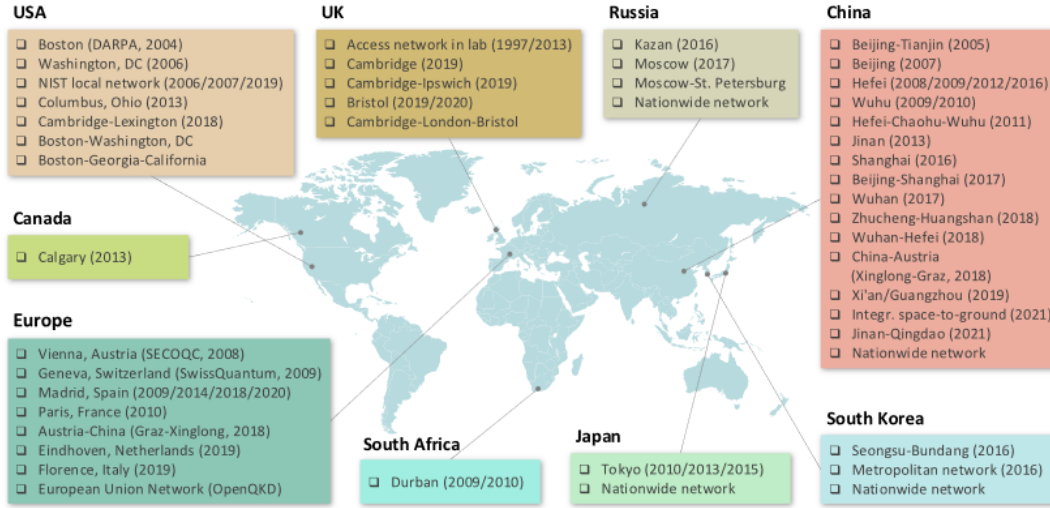 USA
❑ Boston (DARPA, 2004)
❑ Washington, DC (2006)
❑ NIST local network (2006/2007/2019)
❑ Columbus, Ohio (2013)
❑ Cambridge-Lexington (2018)
❑ Boston-Washington, DC
❑ Boston-Georgia-California
UK
❑ Access network in lab (1997/2013)
❑ Cambridge (2019)
❑ Cambridge-Ipswich (2019)
❑ Bristol (2019/2020)
❑ Cambridge-London-Bristol
Russia
❑ Kazan (2016)
❑ Moscow (2017)
❑ Moscow-St. Petersburg
❑ Nationwide network
China
❑ Beijing-Tianjin (2005)
❑ Beijing (2007)
❑ Hefei (2008/2009/2012/2016)
❑ Wuhu (2009/2010)
❑ Hefei-Chaohu-Wuhu (2011)
❑ Jinan (2013)
❑ Shanghai (2016)
❑ Beijing-Shanghai (2017)
❑ Wuhan (2017)
❑ Zhucheng-Huangshan (2018)
❑ Wuhan-Hefei (2018)
❑ China-Austria
(Xinglong-Graz, 2018)
❑ Xi'an/Guangzhou (2019)
❑ Integr. space-to-ground (2021)
❑ Jinan-Qingdao (2021)
❑ Nationwide network
Canada
❑ Calgary (2013)
Europe
❑ Vienna, Austria (SECOQC, 2008)
❑ Geneva, Switzerland (SwissQuantum, 2009)
❑ Madrid, Spain (2009/2014/2018/2020)
❑ Paris, France (2010)
❑ Austria-China (Graz-Xinglong, 2018)
❑ Eindhoven, Netherlands (2019)
❑ Florence, Italy (2019)
❑ European Union Network (OpenQKD)
South Africa
❑ Durban (2009/2010)
Japan
❑ Tokyo (2010/2013/2015)
❑ Nationwide network
South Korea
❑ Seongsu-Bundang (2016)
❑ Metropolitan network (2016)
❑ Nationwide network